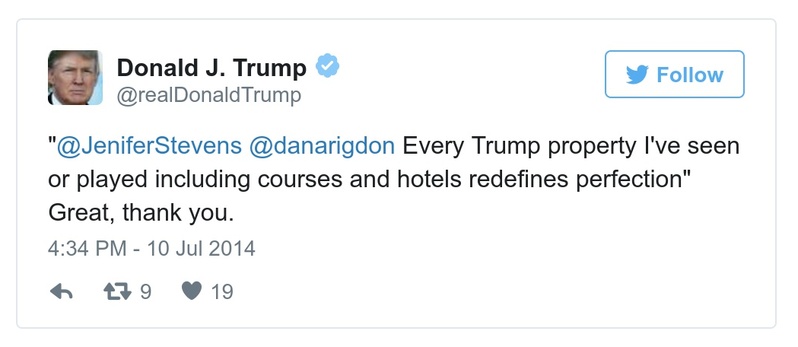 Donald J. Trump
@realDonaldTrump
Follow
"@JeniferStevens @danarigdon Every Trump property I've seen
or played including courses and hotels redefines perfection"
Great, thank you.
4:34 PM - 10 Jul 2014
9 19